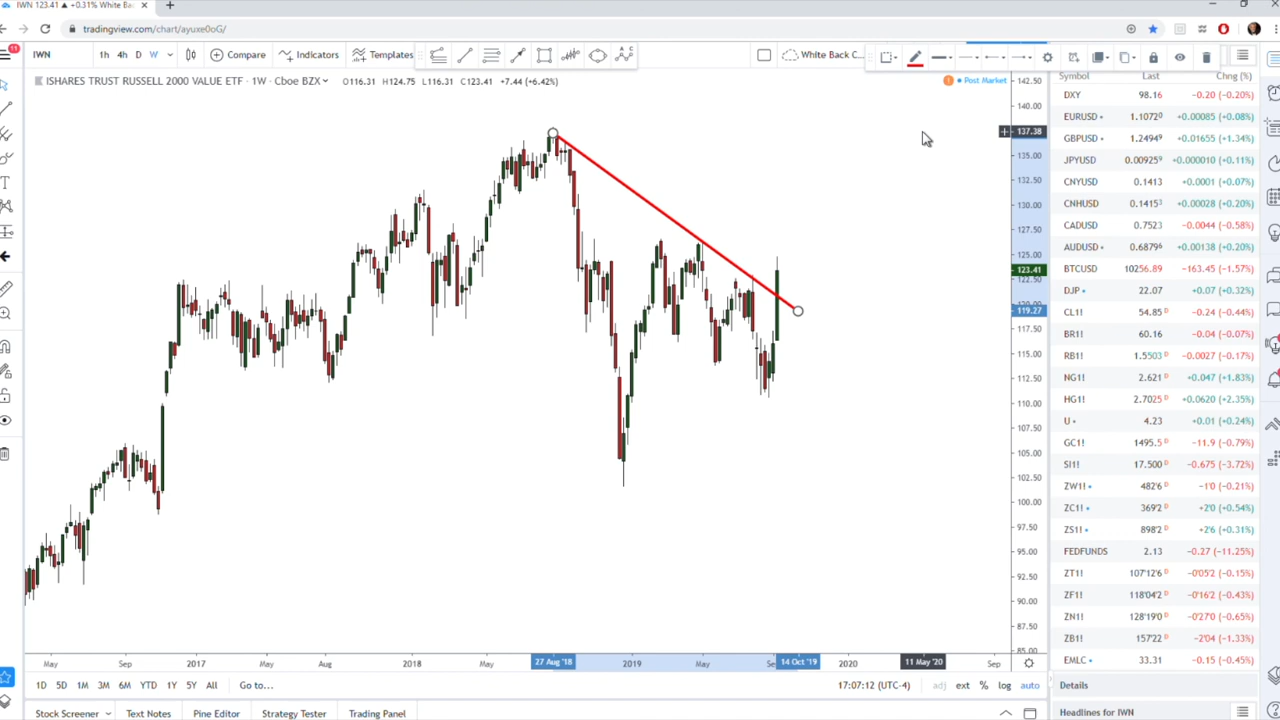 IWN 123.41 ▲ +0.31% White Ba
tradingview.com/chart/ayuxe0oG/
11
IWN
1h 4h D W
Compare
Indicators
Templates
White Back C...
ISHARES TRUST RUSSELL 2000 VALUE ETF · 1W · Cboe BZX
O116.31 H124.75 L116.31 C123.41 +7.44 (+6.42%)
Post Market
142.50
140.00
137.38
135.00
132.50
130.00
127.50
125.00
123.41
122.50
120.00
119.27
117.50
115.00
112.50
110.00
107.50
105.00
102.50
100.00
97.50
95.00
92.50
90.00
87.50
85.00
May Sep 2017 May Aug 2018 May 27 Aug '18 2019 May Se 14 Oct '19 2020 11 May '20 Sep
1D 5D 1M 3M 6M YTD 1Y 5Y All Go to...
17:07:12 (UTC-4) adj ext % log auto
Stock Screener Text Notes Pine Editor Strategy Tester Trading Panel
Symbol Last Chng (%)
DXY 98.16 −0.20 (−0.20%)
EURUSD 1.10720 +0.00085 (+0.08%)
GBPUSD 1.24949 +0.01655 (+1.34%)
JPYUSD 0.009259 +0.000010 (+0.11%)
CNYUSD 0.1413 +0.0001 (+0.07%)
CNHUSD 0.14153 +0.00028 (+0.20%)
CADUSD 0.7523 −0.0044 (−0.58%)
AUDUSD 0.68796 +0.00138 (+0.20%)
BTCUSD 10256.89 −163.45 (−1.57%)
DJP 22.07 +0.07 (+0.32%)
CL1! 54.85 D −0.24 (−0.44%)
BR1! 60.16 −0.04 (−0.07%)
RB1! 1.5503 D −0.0027 (−0.17%)
NG1! 2.621 D +0.047 (+1.83%)
HG1! 2.7025 D +0.0620 (+2.35%)
U 4.23 +0.01 (+0.24%)
GC1! 1495.5 D −11.9 (−0.79%)
SI1! 17.500 D −0.675 (−3.72%)
ZW1! 482'6 −1'0 (−0.21%)
ZC1! 369'2 +2'0 (+0.54%)
ZS1! 898'2 +2'6 (+0.31%)
FEDFUNDS 2.13 −0.27 (−11.25%)
ZT1! 107'12'6 D −0'05'2 (−0.15%)
ZF1! 118'04'2 D −0'16'2 (−0.43%)
ZN1! 128'19'0 D −0'27'0 (−0.65%)
ZB1! 157'22 D −2'04 (−1.33%)
EMLC 33.31 −0.15 (−0.45%)
Details
Headlines for IWN